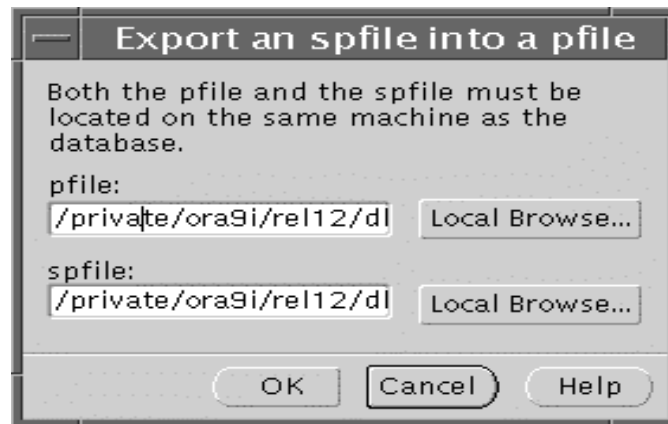 Export an spfile into a pfile
Both the pfile and the spfile must be
located on the same machine as the
database.
pfile:
/private/ora9i/rel12/dl Local Browse...
spfile:
/private/ora9i/rel12/dl Local Browse...
OK Cancel Help